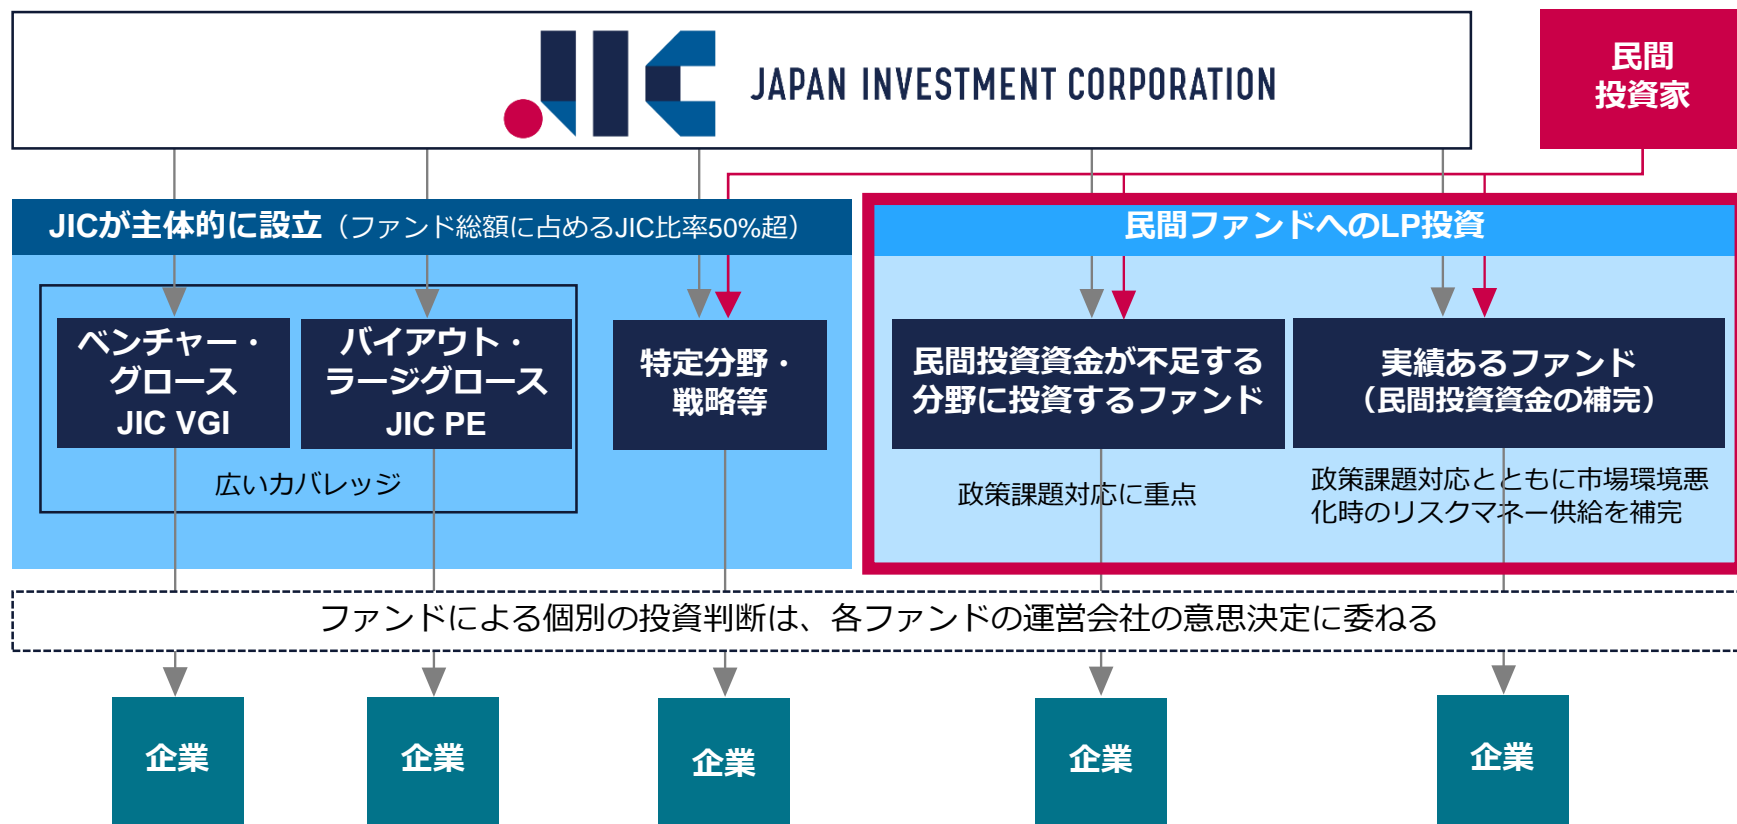 JIC JAPAN INVESTMENT CORPORATION
民間
投資家
JICが主体的に設立（ファンド総額に占めるJIC比率50%超）
民間ファンドへのLP投資
ベンチャー・
グロース
JIC VGI
バイアウト・
ラージグロース
JIC PE
広いカバレッジ
特定分野・
戦略等
民間投資資金が不足する
分野に投資するファンド
政策課題対応に重点
実績あるファンド
（民間投資資金の補完）
政策課題対応とともに市場環境悪
化時のリスクマネー供給を補完
ファンドによる個別の投資判断は、各ファンドの運営会社の意思決定に委ねる
企業
企業
企業
企業
企業